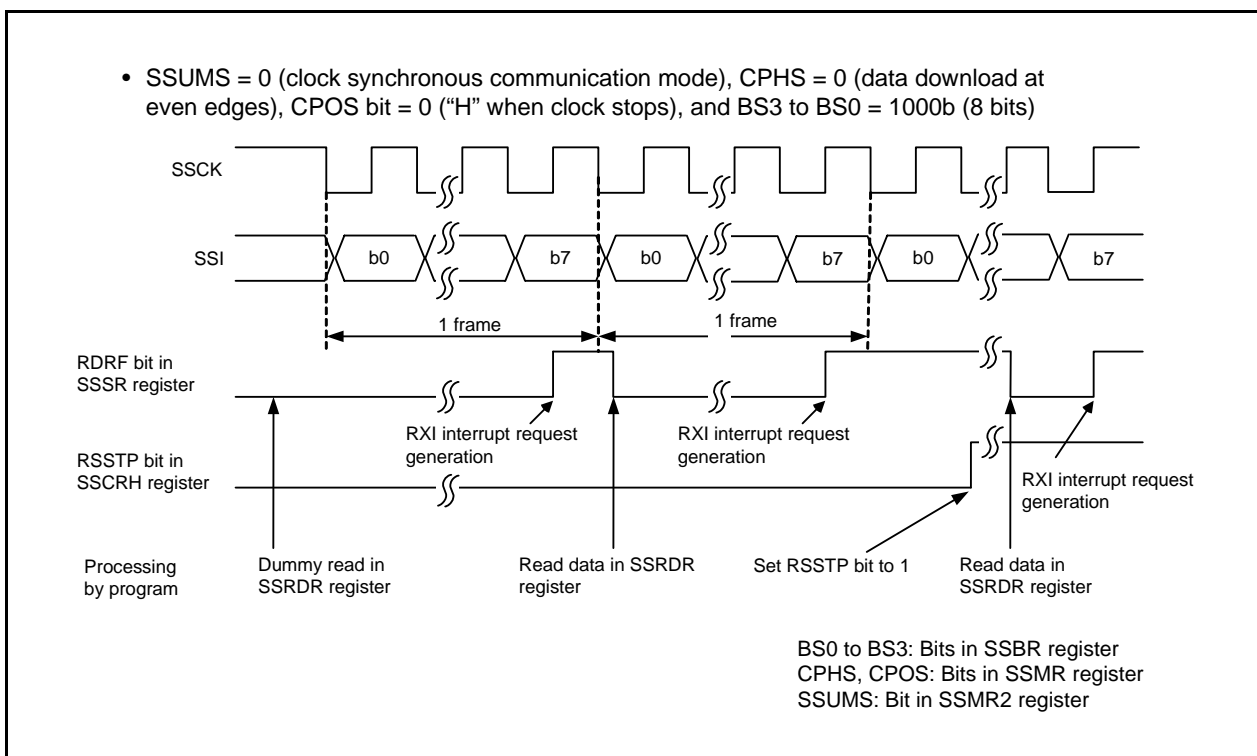 • SSUMS = 0 (clock synchronous communication mode), CPHS = 0 (data download at
even edges), CPOS bit = 0 (“H” when clock stops), and BS3 to BS0 = 1000b (8 bits)
SSCK
SSI
b0
b7
b0
b7
b0
b7
1 frame
1 frame
RDRF bit in
SSSR register
RXI interrupt request
generation
RXI interrupt request
generation
RSSTP bit in
SSCRH register
RXI interrupt request
generation
Processing
by program
Dummy read in
SSRDR register
Read data in SSRDR
register
Set RSSTP bit to 1
Read data in
SSRDR register
BS0 to BS3: Bits in SSBR register
CPHS, CPOS: Bits in SSMR register
SSUMS: Bit in SSMR2 register